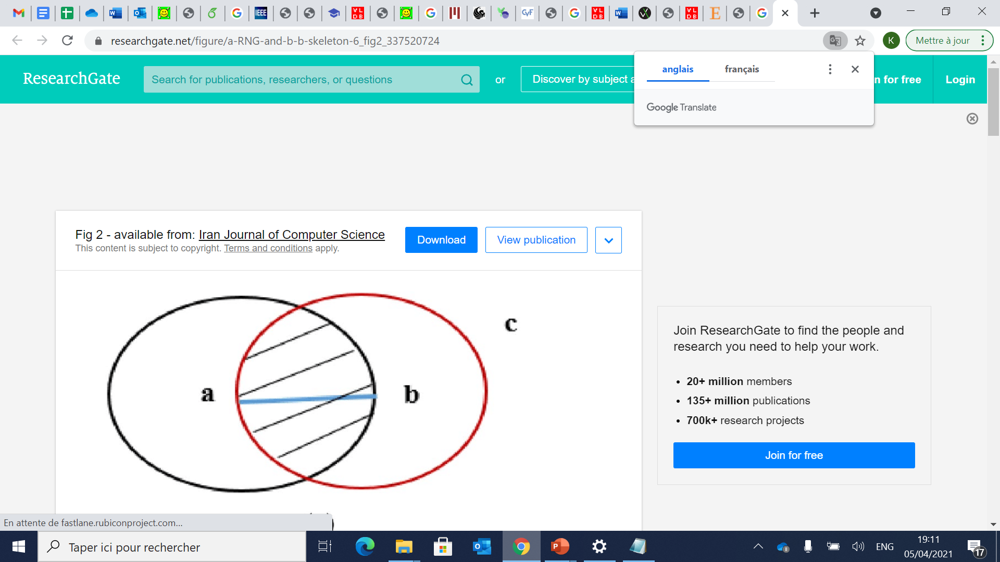 researchgate.net/figure/a-RNG-and-b-b-skeleton-6_fig2_337520724
K
Mettre à jour
anglais
français
Google Translate
ResearchGate
Search for publications, researchers, or questions
or
Discover by subject a
n for free
Login
Fig 2 - available from: Iran Journal of Computer Science
This content is subject to copyright. Terms and conditions apply.
Download
View publication
c
a
b
Join ResearchGate to find the people and
research you need to help your work.
• 20+ million members
• 135+ million publications
• 700k+ research projects
Join for free
En attente de fastlane.rubiconproject.com...
Taper ici pour rechercher
ENG
19:11
05/04/2021
17